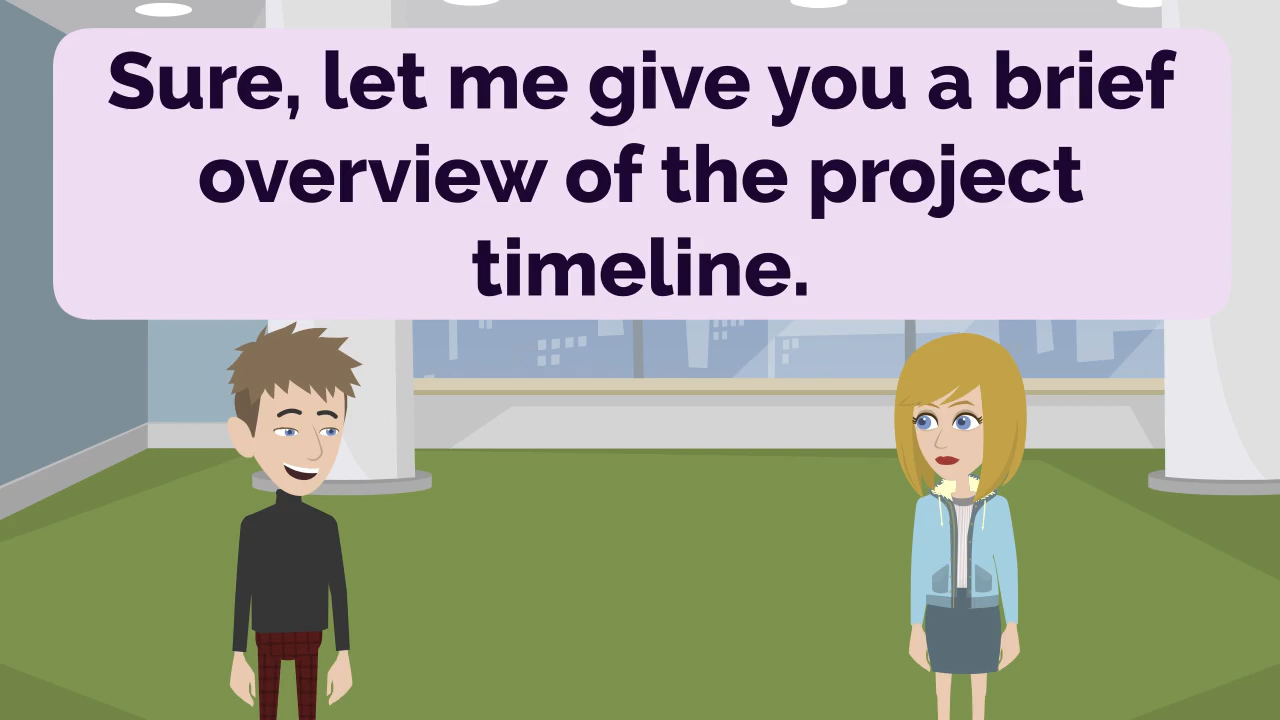 Sure, let me give you a brief
overview of the project
timeline.